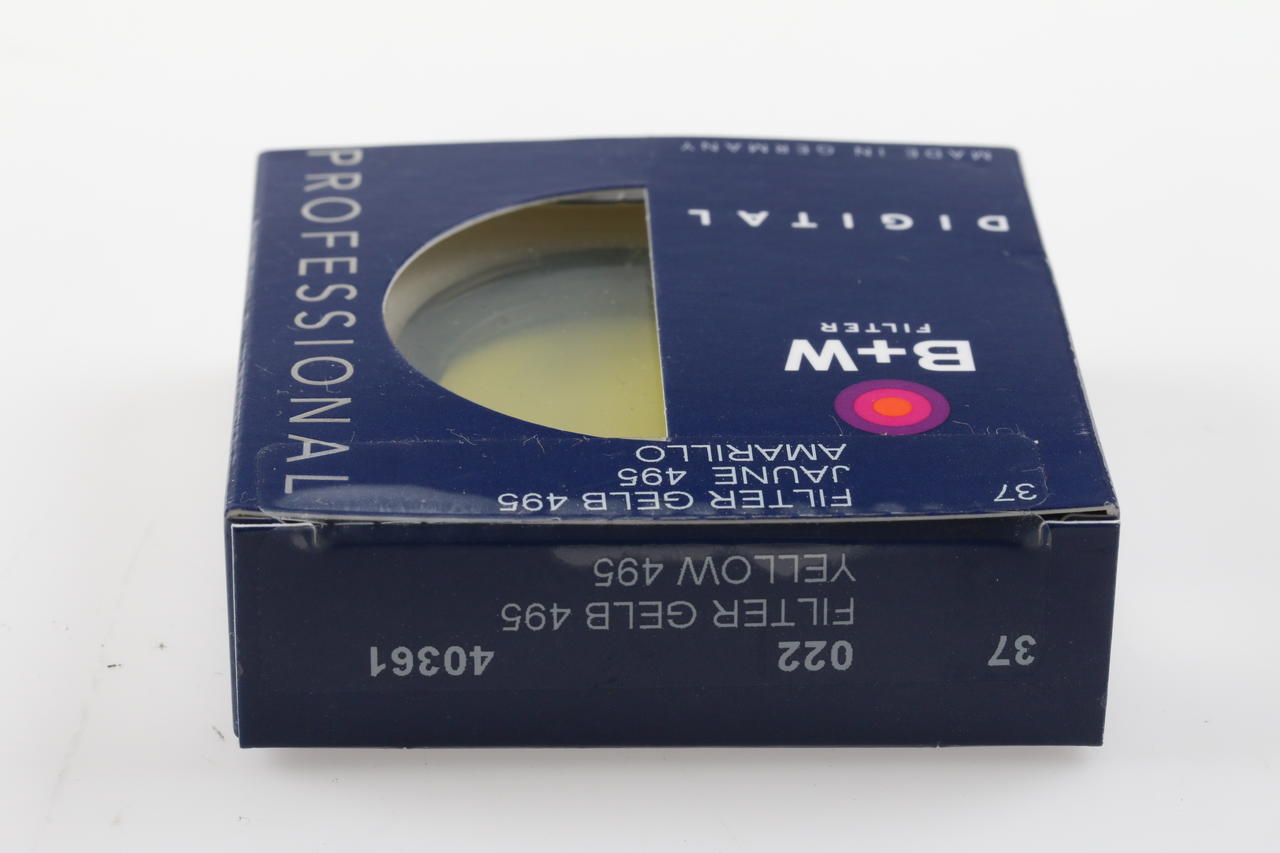 37 022 40361
FILTER GELB 495
YELLOW 495
37 FILTER GELB 495
JAUNE 495
AMARILLO
B+W
FILTER
DIGITAL
MADE IN GERMANY
PROFESSIONAL